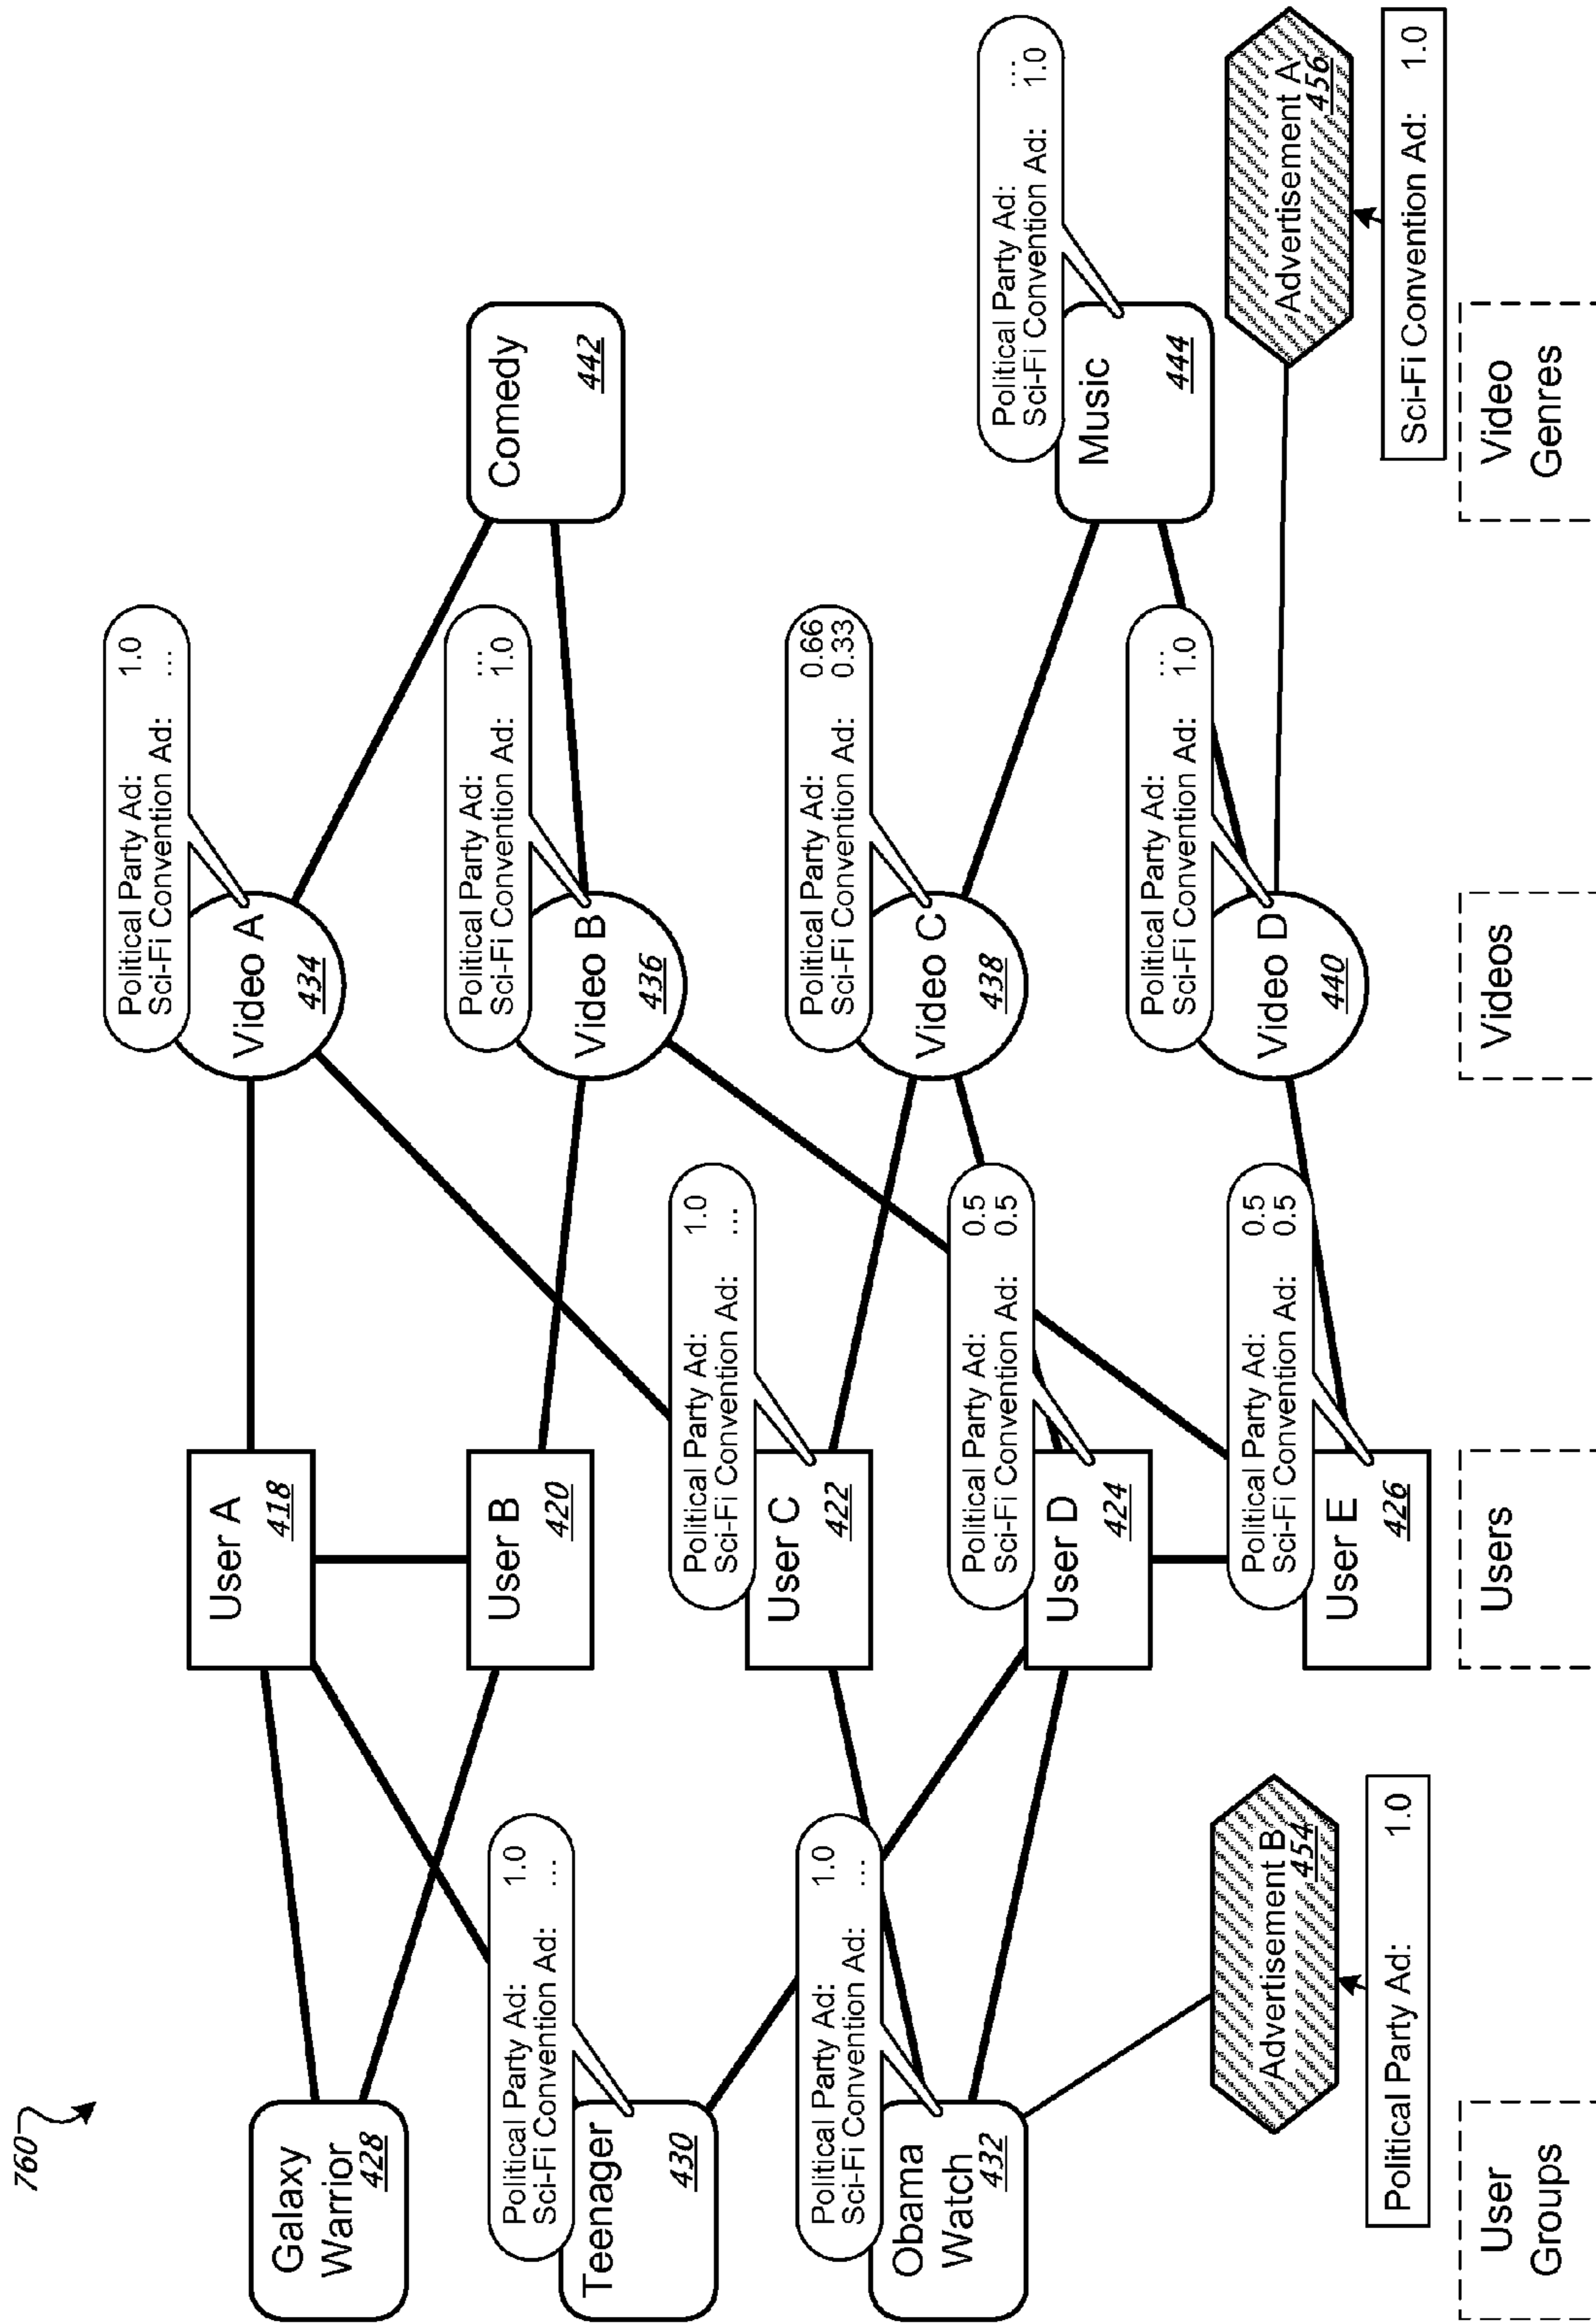 760
Galaxy
Warrior
428
Political Party Ad: 1.0
Sci-Fi Convention Ad: ...
Teenager
430
Political Party Ad: 1.0
Sci-Fi Convention Ad: ...
Obama
Watch
432
Advertisement B
454
Political Party Ad: 1.0
User
Groups
User A
418
User B
420
Political Party Ad: 1.0
Sci-Fi Convention Ad: ...
User C
422
Political Party Ad: 0.5
Sci-Fi Convention Ad: 0.5
User D
424
Political Party Ad: 0.5
Sci-Fi Convention Ad: 0.5
User E
426
Users
Political Party Ad: 1.0
Sci-Fi Convention Ad: ...
Video A
434
Political Party Ad: ...
Sci-Fi Convention Ad: 1.0
Video B
436
Political Party Ad: 0.66
Sci-Fi Convention Ad: 0.33
Video C
438
Political Party Ad: ...
Sci-Fi Convention Ad: 1.0
Video D
440
Videos
Comedy
442
Political Party Ad: ...
Sci-Fi Convention Ad: 1.0
Music
444
Advertisement A
456
Sci-Fi Convention Ad: 1.0
Video
Genres